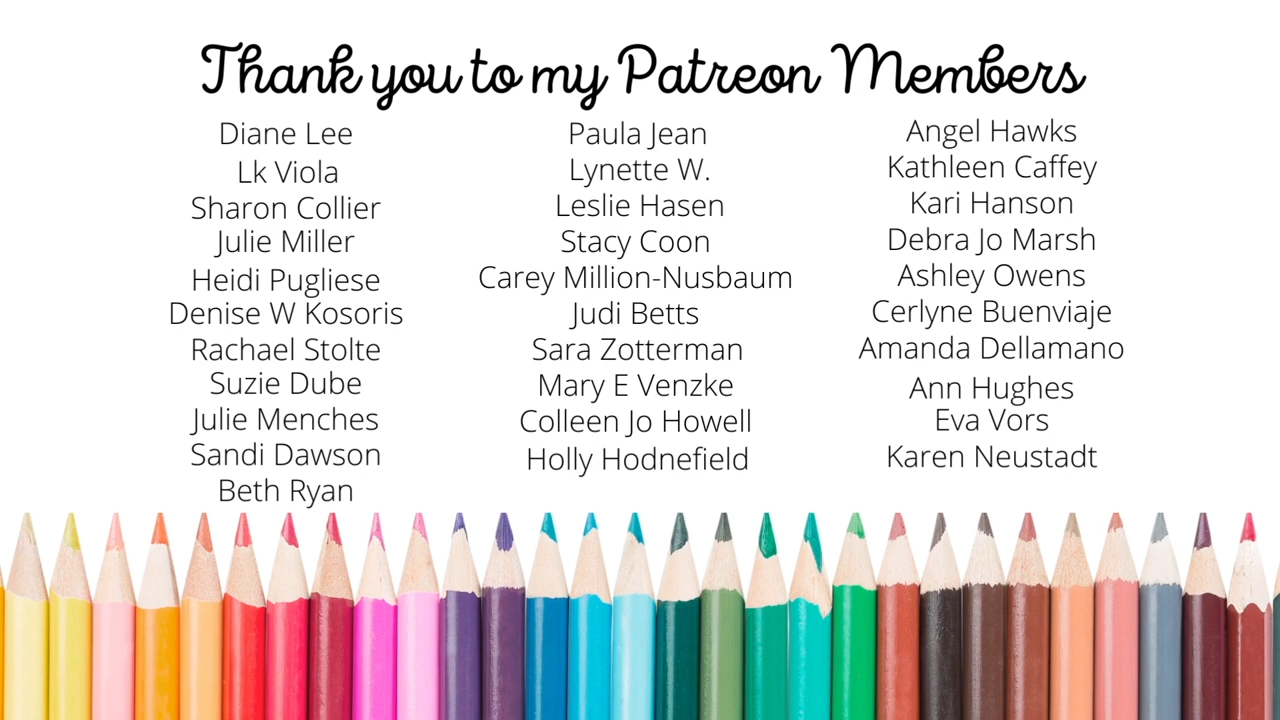 Thank you to my Patreon Members
Diane Lee
Lk Viola
Sharon Collier
Julie Miller
Heidi Pugliese
Denise W Kosoris
Rachael Stolte
Suzie Dube
Julie Menches
Sandi Dawson
Beth Ryan
Paula Jean
Lynette W.
Leslie Hasen
Stacy Coon
Carey Million-Nusbaum
Judi Betts
Sara Zotterman
Mary E Venzke
Colleen Jo Howell
Holly Hodnefield
Angel Hawks
Kathleen Caffey
Kari Hanson
Debra Jo Marsh
Ashley Owens
Cerlyne Buenviaje
Amanda Dellamano
Ann Hughes
Eva Vors
Karen Neustadt